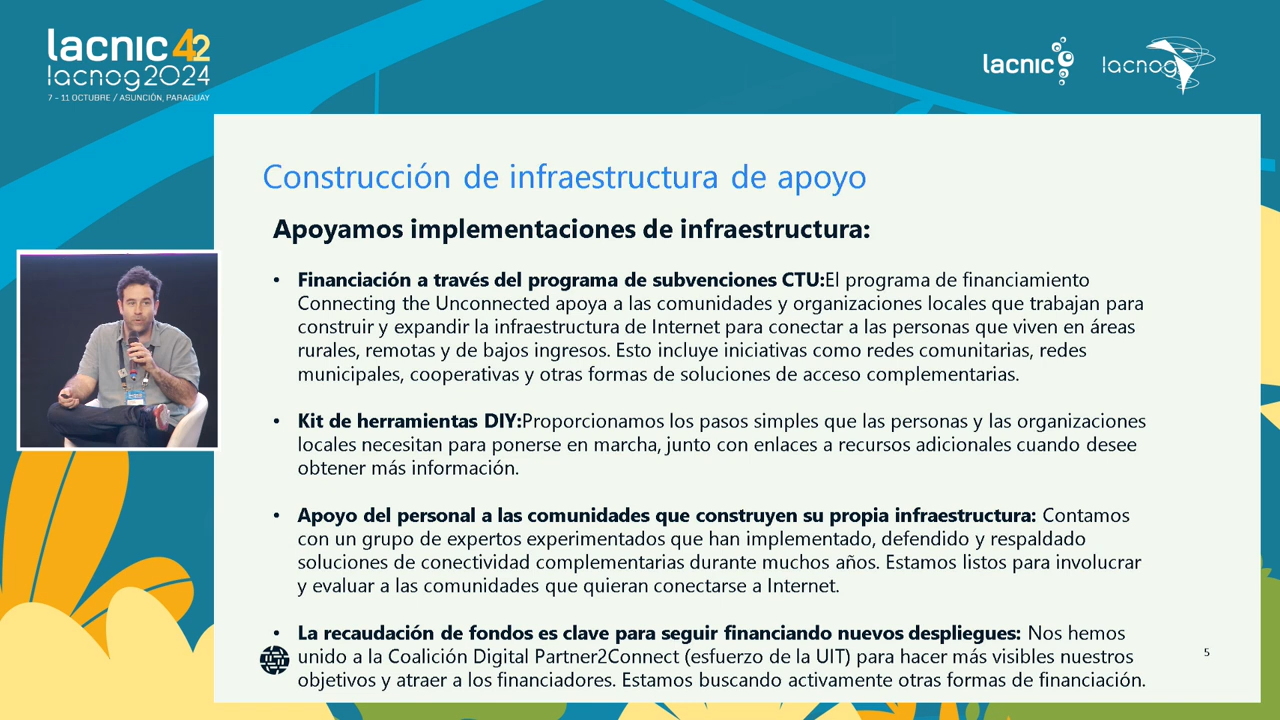 lacnic 42
lacnog2024
7 - 11 OCTUBRE / ASUNCIÓN, PARAGUAY
lacnic
lacnog
Construcción de infraestructura de apoyo
Apoyamos implementaciones de infraestructura:
• Financiación a través del programa de subvenciones CTU:El programa de financiamiento
Connecting the Unconnected apoya a las comunidades y organizaciones locales que trabajan para
construir y expandir la infraestructura de Internet para conectar a las personas que viven en áreas
rurales, remotas y de bajos ingresos. Esto incluye iniciativas como redes comunitarias, redes
municipales, cooperativas y otras formas de soluciones de acceso complementarias.
• Kit de herramientas DIY:Proporcionamos los pasos simples que las personas y las organizaciones
locales necesitan para ponerse en marcha, junto con enlaces a recursos adicionales cuando desee
obtener más información.
• Apoyo del personal a las comunidades que construyen su propia infraestructura: Contamos
con un grupo de expertos experimentados que han implementado, defendido y respaldado
soluciones de conectividad complementarias durante muchos años. Estamos listos para involucrar
y evaluar a las comunidades que quieran conectarse a Internet.
• La recaudación de fondos es clave para seguir financiando nuevos despliegues: Nos hemos
unido a la Coalición Digital Partner2Connect (esfuerzo de la UIT) para hacer más visibles nuestros
objetivos y atraer a los financiadores. Estamos buscando activamente otras formas de financiación.
5